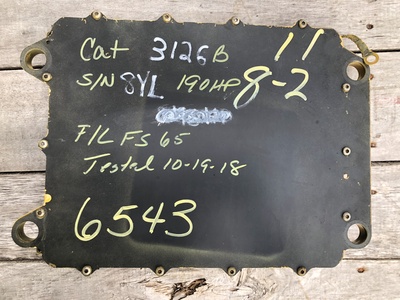 Cat 3126B 11
S/N 8YL 190HP 8-2
F/L FS 65
Tested 10-19-18
6543